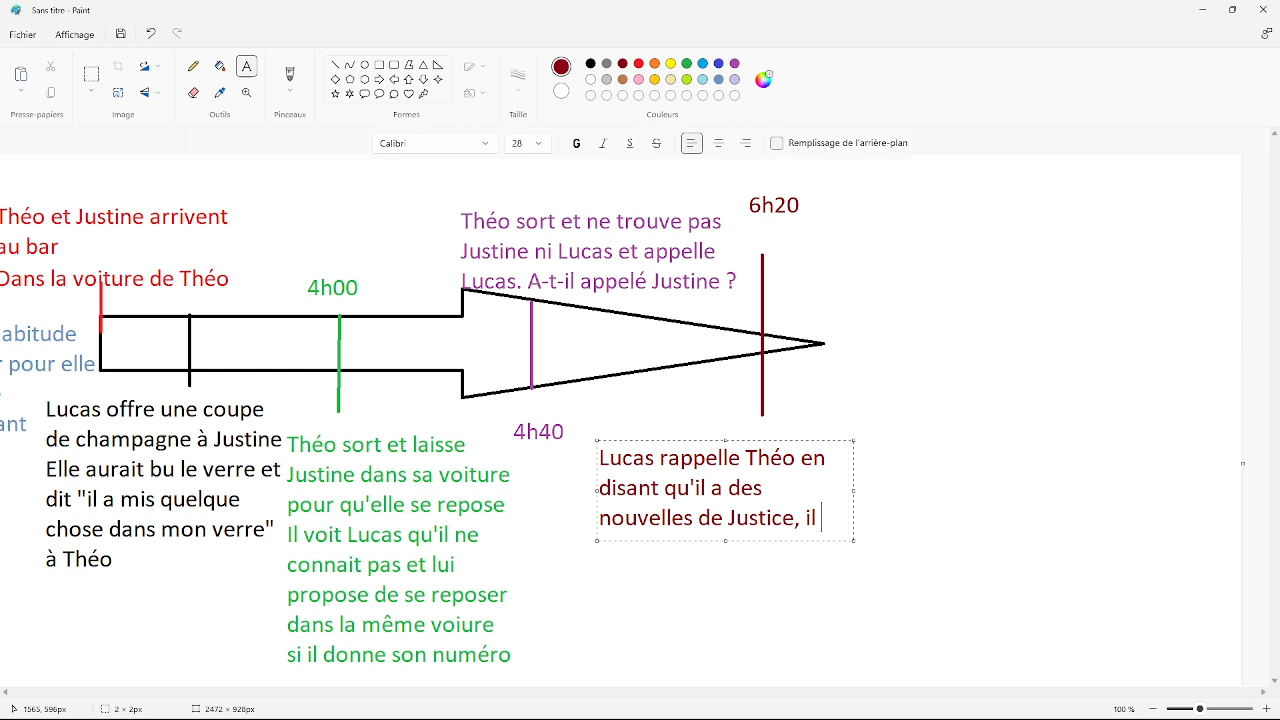 Sans titre - Paint
Fichier
Affichage
Presse-papiers
Image
Outils
Pinceaux
Formes
Taille
Couleurs
Calibri
28
G
I
S
S
Remplissage de l'arrière-plan
Théo et Justine arrivent
au bar
Dans la voiture de Théo
abitude
pour elle
ant
Lucas offre une coupe
de champagne à Justine
Elle aurait bu le verre et
dit "il a mis quelque
chose dans mon verre"
à Théo
4h00
Théo sort et laisse
Justine dans sa voiture
pour qu'elle se repose
Il voit Lucas qu'il ne
connait pas et lui
propose de se reposer
dans la même voiure
si il donne son numéro
Théo sort et ne trouve pas
Justine ni Lucas et appelle
Lucas. A-t-il appelé Justine ?
4h40
6h20
Lucas rappelle Théo en
disant qu'il a des
nouvelles de Justice, il
1565, 596px
2 × 2px
2472 × 928px
100 %